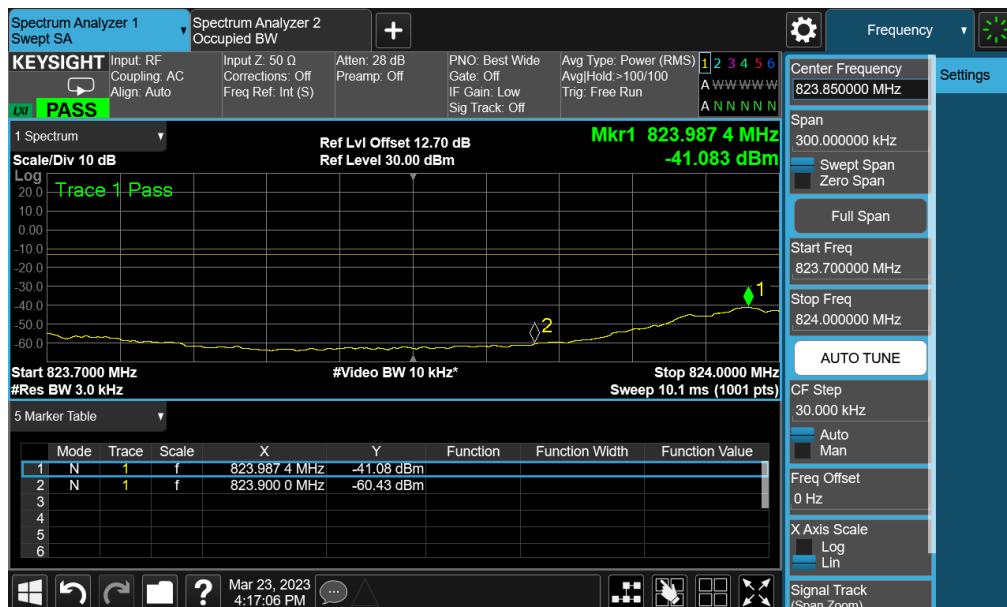 Spectrum Analyzer 1
Swept SA
Spectrum Analyzer 2
Occupied BW
Frequency
KEYSIGHT
LXI
PASS
Input: RF
Coupling: AC
Align: Auto
Input Z: 50 Ω
Corrections: Off
Freq Ref: Int (S)
Atten: 28 dB
Preamp: Off
PNO: Best Wide
Gate: Off
IF Gain: Low
Sig Track: Off
Avg Type: Power (RMS)
Avg|Hold:>100/100
Trig: Free Run
1 2 3 4 5 6
A W W W W W
A N N N N N
1 Spectrum
Scale/Div 10 dB
Ref Lvl Offset 12.70 dB
Ref Level 30.00 dBm
Mkr1 823.987 4 MHz
-41.083 dBm
Log
Trace 1 Pass
20.0
10.0
0.00
-10.0
-20.0
-30.0
-40.0
-50.0
-60.0
1
2
Start 823.7000 MHz
#Video BW 10 kHz*
Stop 824.0000 MHz
#Res BW 3.0 kHz
Sweep 10.1 ms (1001 pts)
5 Marker Table
Mode Trace Scale X Y Function Function Width Function Value
1 N 1 f 823.987 4 MHz -41.08 dBm
2 N 1 f 823.900 0 MHz -60.43 dBm
3
4
5
6
Mar 23, 2023
4:17:06 PM
Center Frequency
823.850000 MHz
Settings
Span
300.000000 kHz
Swept Span
Zero Span
Full Span
Start Freq
823.700000 MHz
Stop Freq
824.000000 MHz
AUTO TUNE
CF Step
30.000 kHz
Auto
Man
Freq Offset
0 Hz
X Axis Scale
Log
Lin
Signal Track
(Span Zoom)